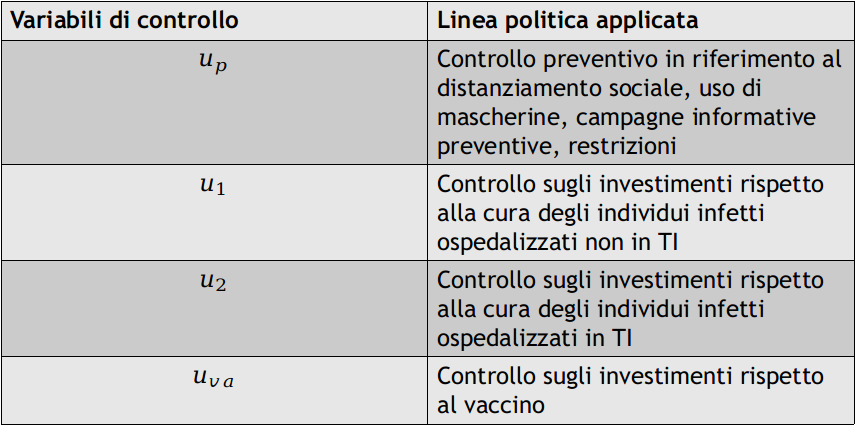 Variabili di controllo
Linea politica applicata
u_p
Controllo preventivo in riferimento al
distanziamento sociale, uso di
mascherine, campagne informative
preventive, restrizioni
u_1
Controllo sugli investimenti rispetto
alla cura degli individui infetti
ospedalizzati non in TI
u_2
Controllo sugli investimenti rispetto
alla cura degli individui infetti
ospedalizzati in TI
u_{va}
Controllo sugli investimenti rispetto
al vaccino